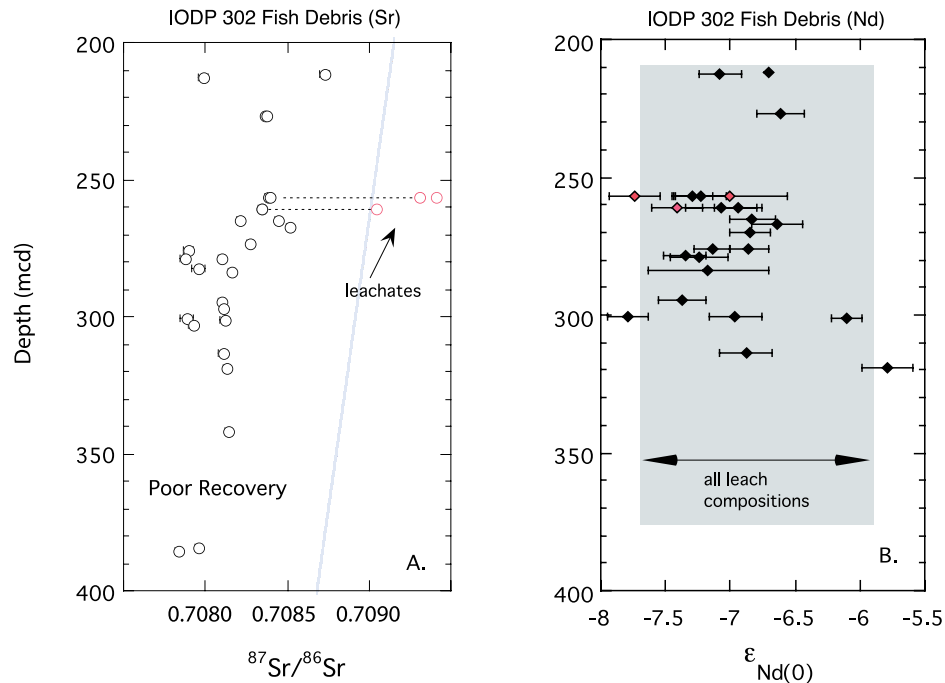 IODP 302 Fish Debris (Sr)
200
250
300
350
400
Depth (mcd)
leachates
Poor Recovery
A.
0.7080
0.7085
0.7090
87Sr/86Sr
IODP 302 Fish Debris (Nd)
200
250
300
350
400
all leach
compositions
B.
-8
-7.5
-7
-6.5
-6
-5.5
ε
Nd(0)